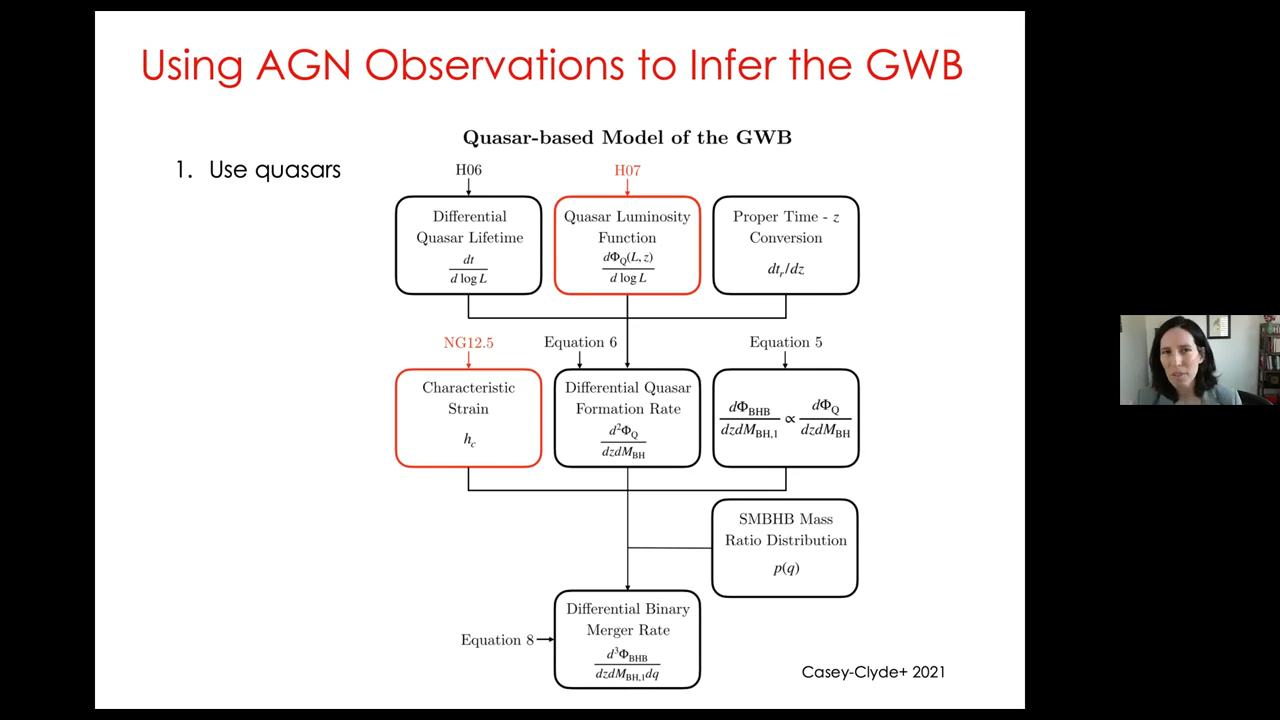 Using AGN Observations to Infer the GWB
Quasar-based Model of the GWB
1. Use quasars
H06
H07
Differential
Quasar Lifetime
dt
d log L
Quasar Luminosity
Function
dΦ_Q(L, z)
d log L
Proper Time - z
Conversion
dt_r/dz
NG12.5
Equation 6
Equation 5
Characteristic
Strain
h_c
Differential Quasar
Formation Rate
d²Φ_Q
dzdM_BH
dΦ_BHB
dzdM_BH,1
∝
dΦ_Q
dzdM_BH
SMBHB Mass
Ratio Distribution
p(q)
Equation 8
Differential Binary
Merger Rate
d³Φ_BHB
dzdM_BH,1dq
Casey-Clyde+ 2021